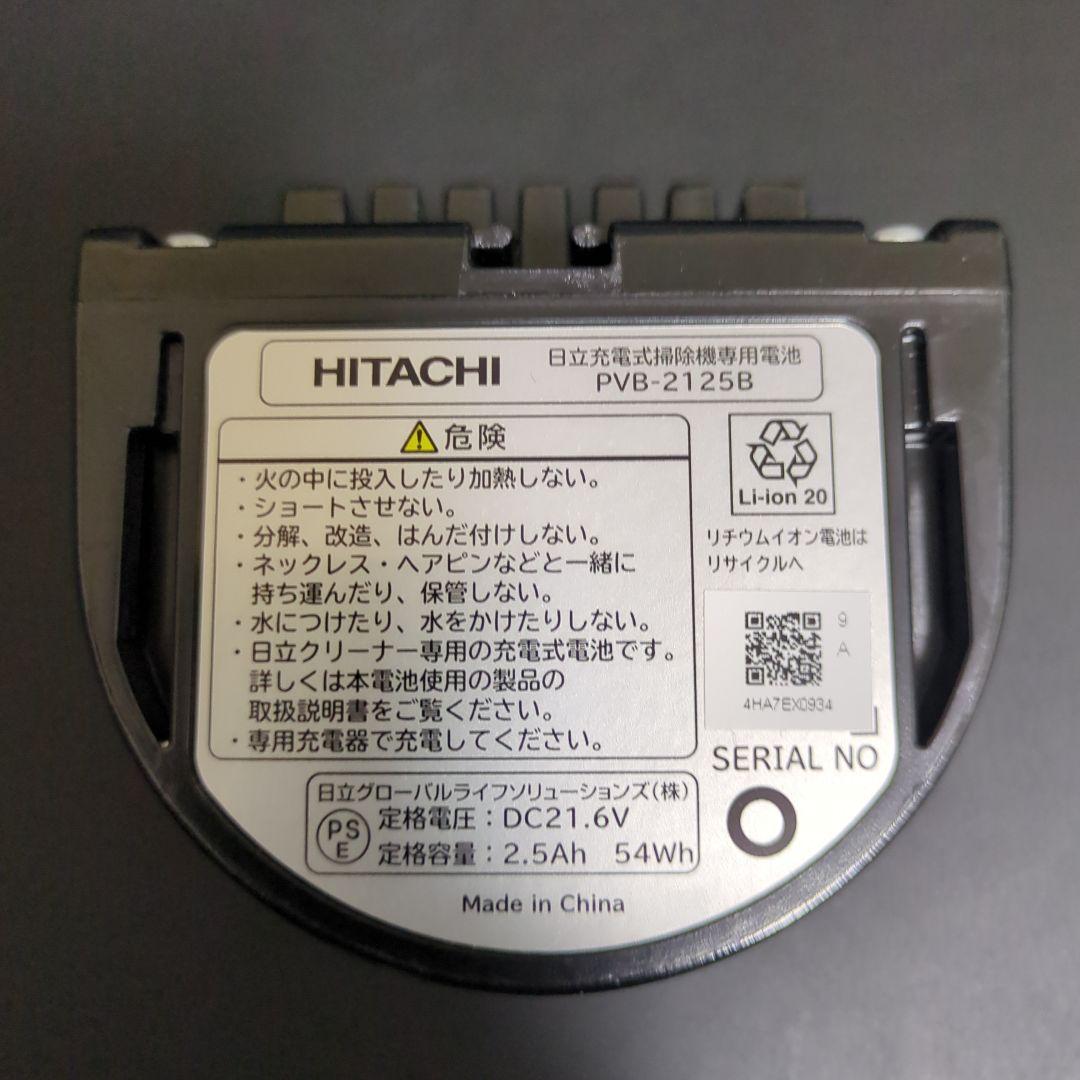 HITACHI
日立充電式掃除機専用電池
PVB-2125B
危険
・火の中に投入したり加熱しない。
・ショートさせない。
・分解、改造、はんだ付けしない。
・ネックレス・ヘアピンなどと一緒に
持ち運んだり、保管しない。
・水につけたり、水をかけたりしない。
・日立クリーナー専用の充電式電池です。
詳しくは本電池使用の製品の
取扱説明書をご覧ください。
・専用充電器で充電してください。
Li-ion 20
リチウムイオン電池は
リサイクルへ
9
A
4HA7EX0934
SERIAL NO
日立グローバルライフソリューションズ(株)
PS
E
定格電圧：DC21.6V
定格容量：2.5Ah 54Wh
Made in China